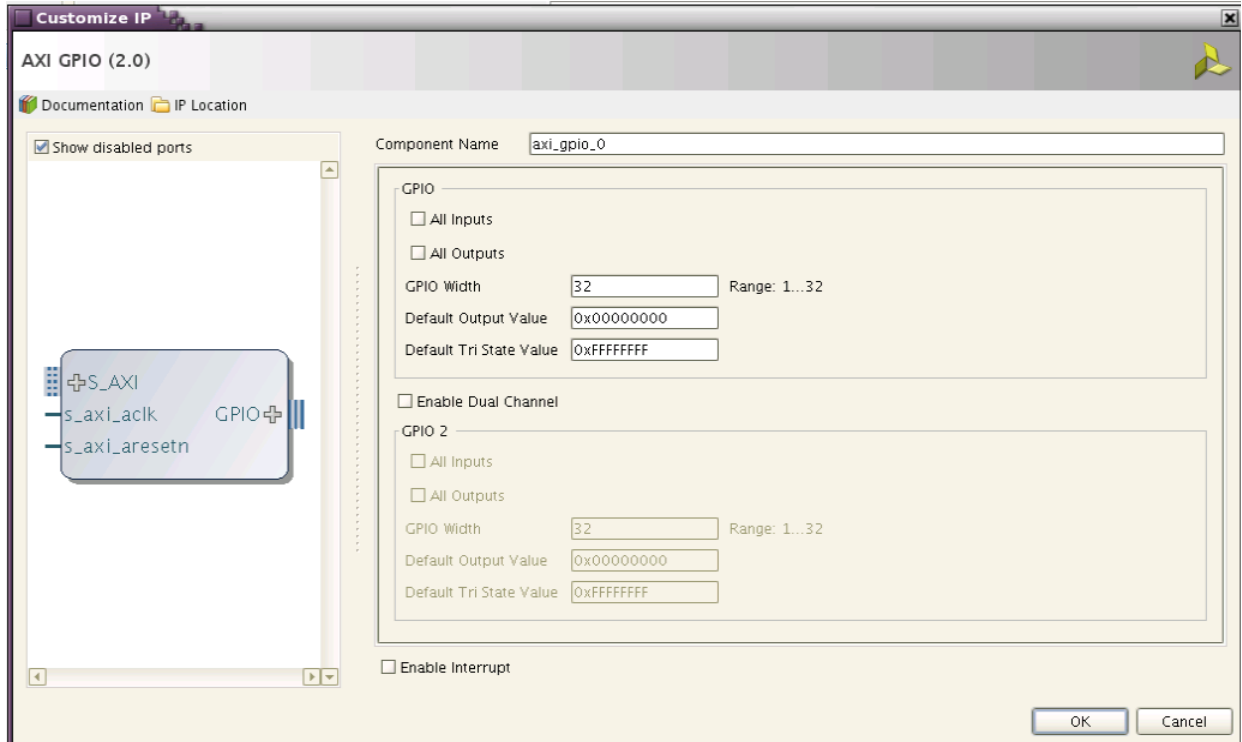 Customize IP
AXI GPIO (2.0)
Documentation IP Location
Show disabled ports
S_AXI
s_axi_aclk GPIO
s_axi_aresetn
Component Name axi_gpio_0
GPIO
All Inputs
All Outputs
GPIO Width 32 Range: 1...32
Default Output Value 0x00000000
Default Tri State Value 0xFFFFFFFF
Enable Dual Channel
GPIO 2
All Inputs
All Outputs
GPIO Width 32 Range: 1...32
Default Output Value 0x00000000
Default Tri State Value 0xFFFFFFFF
Enable Interrupt
OK Cancel